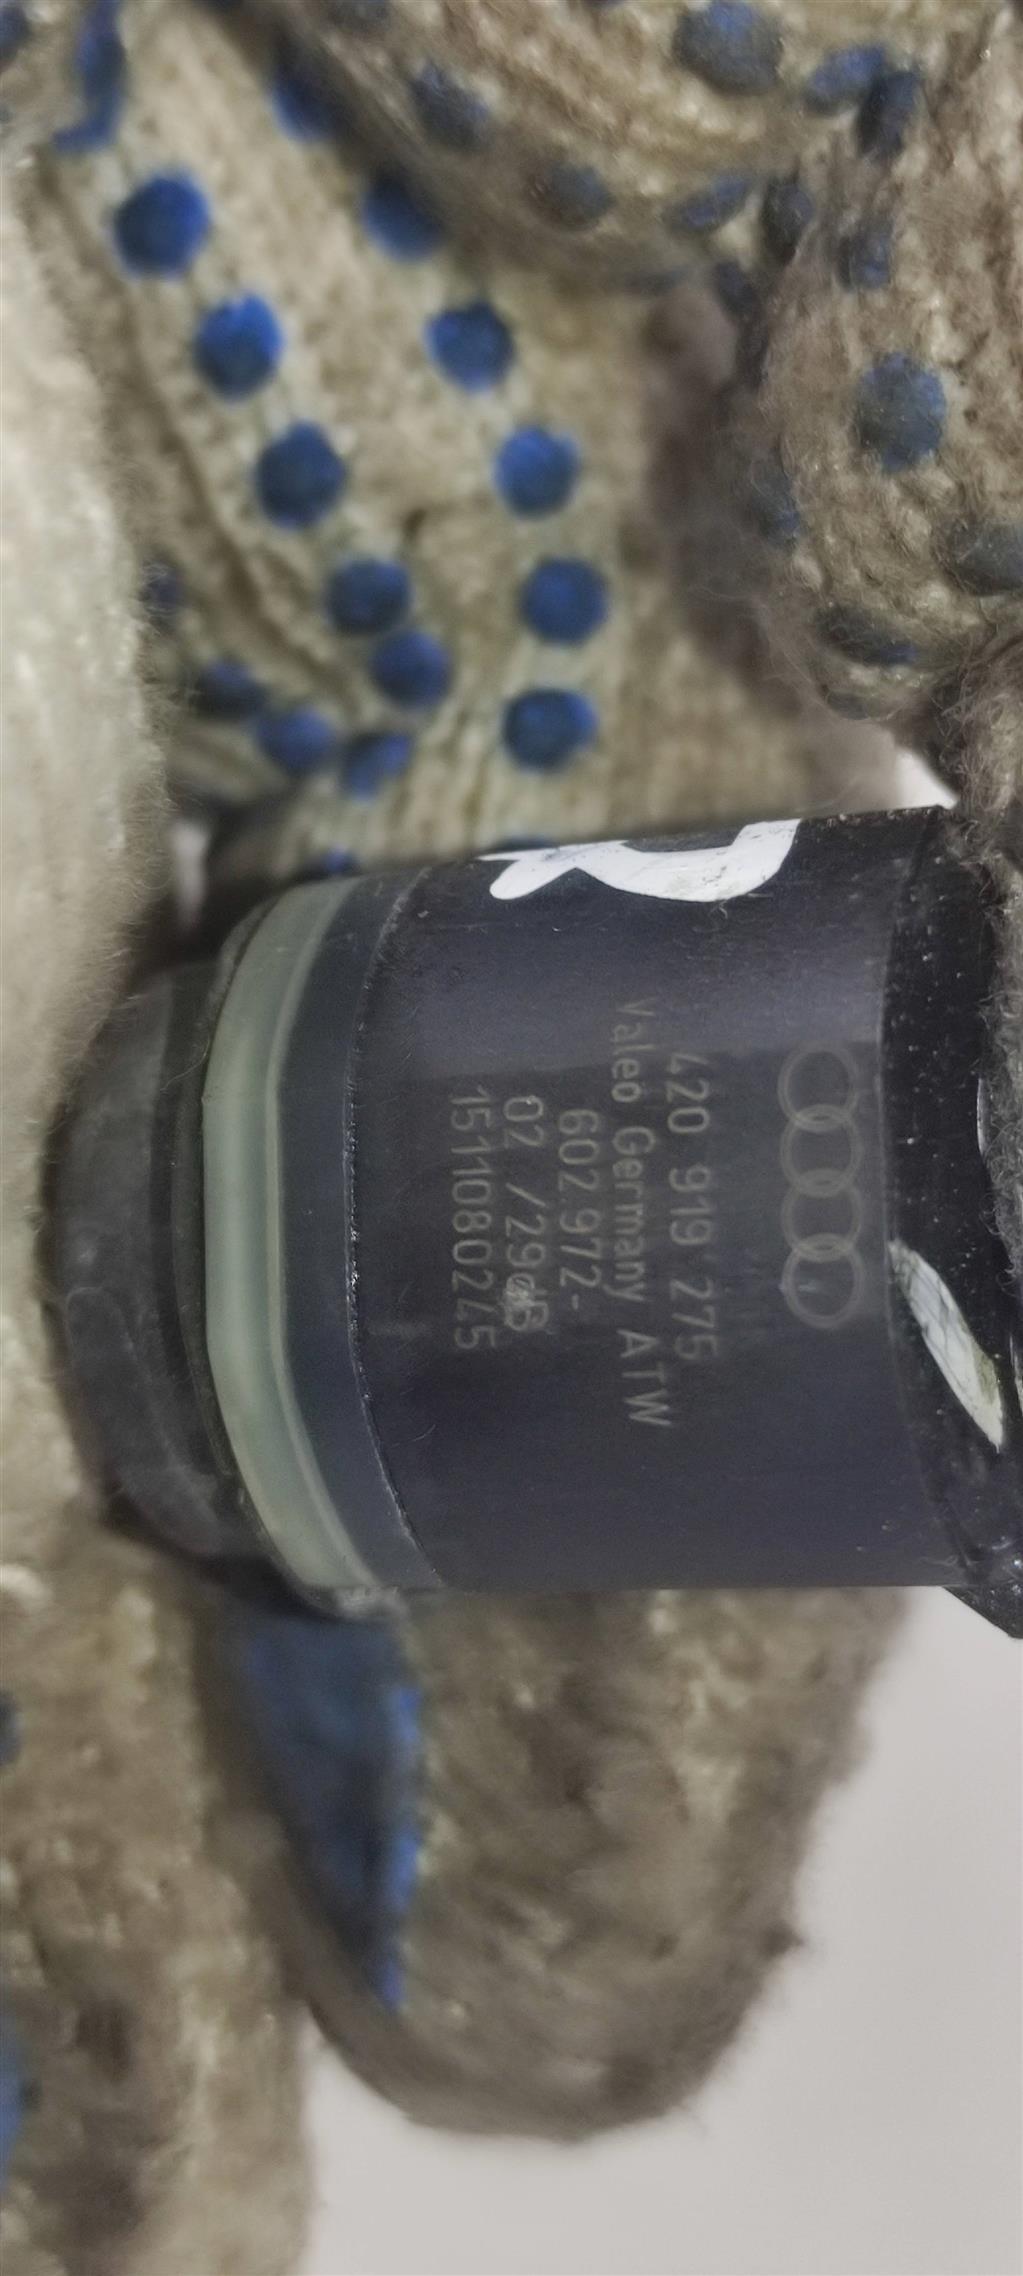 420 919 275
Valeo Germany ATW
602 972-
02 /29dB
1511080245